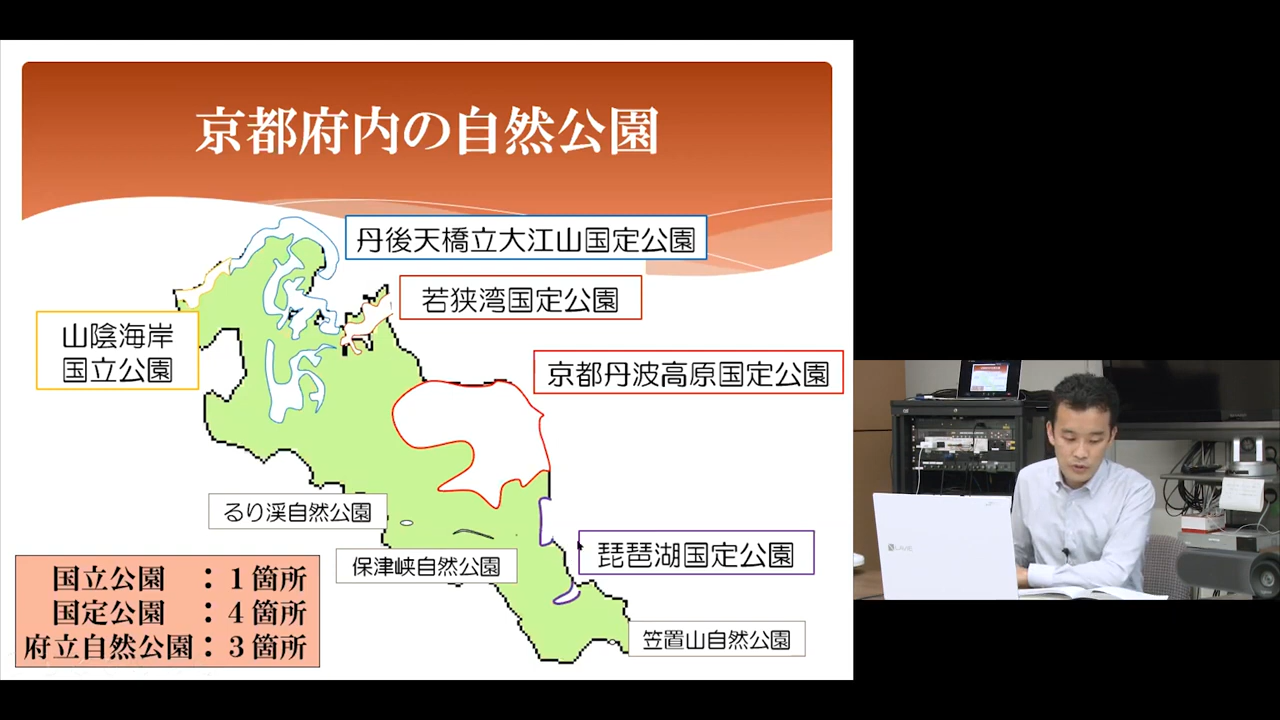 京都府内の自然公園
丹後天橋立大江山国定公園
若狭湾国定公園
山陰海岸
国立公園
京都丹波高原国定公園
るり渓自然公園
保津峡自然公園
琵琶湖国定公園
笠置山自然公園
国立公園　：１箇所
国定公園　：４箇所
府立自然公園：３箇所
LAVIE